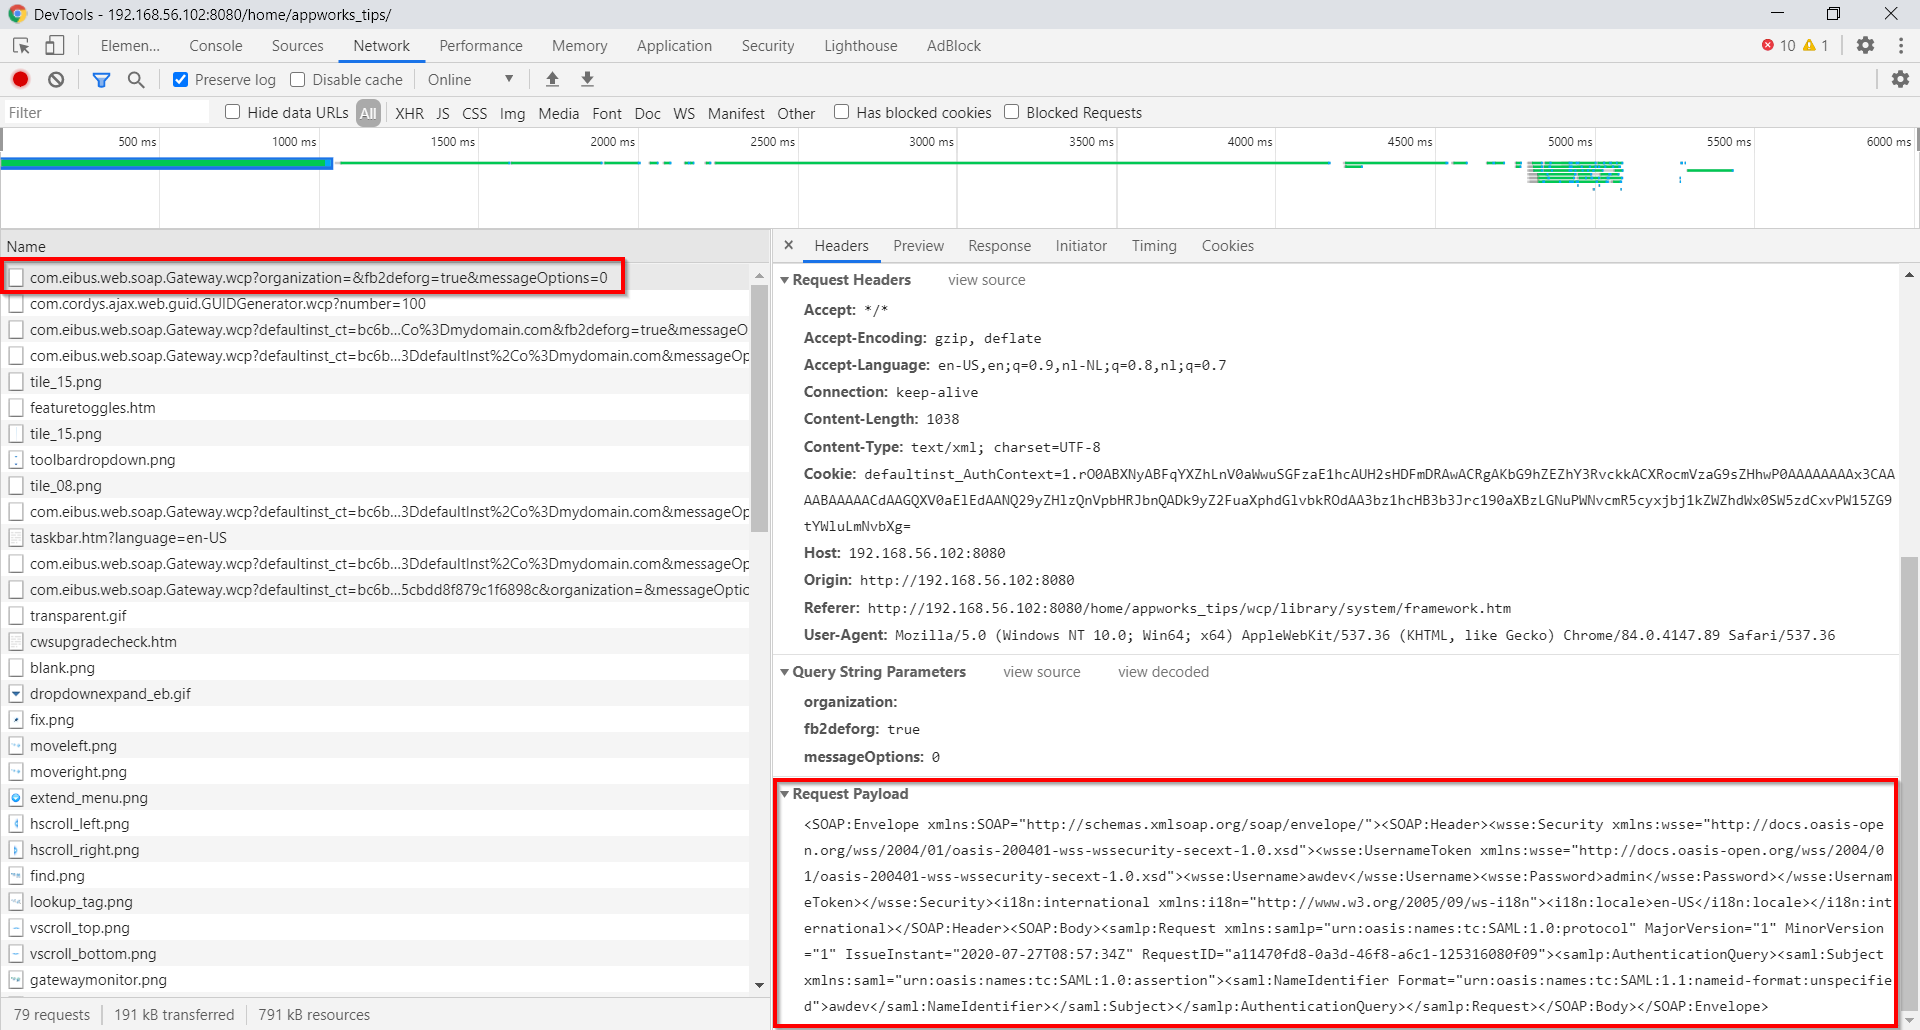 DevTools - 192.168.56.102:8080/home/appworks_tips/
Elemen... Console Sources Network Performance Memory Application Security Lighthouse AdBlock 10 1
Preserve log Disable cache Online
Filter Hide data URLs All XHR JS CSS Img Media Font Doc WS Manifest Other Has blocked cookies Blocked Requests
500 ms 1000 ms 1500 ms 2000 ms 2500 ms 3000 ms 3500 ms 4000 ms 4500 ms 5000 ms 5500 ms 6000 ms
Name
com.eibus.web.soap.Gateway.wcp?organization=&fb2deforg=true&messageOptions=0
com.cordys.ajax.web.guid.GUIDGenerator.wcp?number=100
com.eibus.web.soap.Gateway.wcp?defaultinst_ct=bc6b...Co%3Dmydomain.com&fb2deforg=true&messageO
com.eibus.web.soap.Gateway.wcp?defaultinst_ct=bc6b...3DdefaultInst%2Co%3Dmydomain.com&messageOp
tile_15.png
featuretoggles.htm
tile_15.png
toolbardropdown.png
tile_08.png
com.eibus.web.soap.Gateway.wcp?defaultinst_ct=bc6b...3DdefaultInst%2Co%3Dmydomain.com&messageOp
taskbar.htm?language=en-US
com.eibus.web.soap.Gateway.wcp?defaultinst_ct=bc6b...3DdefaultInst%2Co%3Dmydomain.com&messageOp
com.eibus.web.soap.Gateway.wcp?defaultinst_ct=bc6b...5cbdd8f879c1f6898c&organization=&messageOptic
transparent.gif
cwsupgradecheck.htm
blank.png
dropdownexpand_eb.gif
fix.png
moveleft.png
moveright.png
extend_menu.png
hscroll_left.png
hscroll_right.png
find.png
lookup_tag.png
vscroll_top.png
vscroll_bottom.png
gatewaymonitor.png
79 requests 191 kB transferred 791 kB resources
× Headers Preview Response Initiator Timing Cookies
Request Headers view source
Accept: */*
Accept-Encoding: gzip, deflate
Accept-Language: en-US,en;q=0.9,nl-NL;q=0.8,nl;q=0.7
Connection: keep-alive
Content-Length: 1038
Content-Type: text/xml; charset=UTF-8
Cookie: defaultinst_AuthContext=1.rO0ABXNyABFqYXZhLnV0aWwuSGFzaE1hcAUH2sHDFmDRAwACRgAKbG9hZEZhY3RvckkACXRocmVzaG9sZHhwP0AAAAAAAAx3CAA
AABAAAAACdAAGQXV0aElEdAANQ29yZHlzQnVpbHRJbnQADk9yZ2FuaXphdGlvbkROdAA3bz1hcHB3b3Jrc190aXBzLGNuPWNvcmR5cyxjbj1kZWZhdWx0SW5zdCxvPW15ZG9
tYWluLmNvbXg=
Host: 192.168.56.102:8080
Origin: http://192.168.56.102:8080
Referer: http://192.168.56.102:8080/home/appworks_tips/wcp/library/system/framework.htm
User-Agent: Mozilla/5.0 (Windows NT 10.0; Win64; x64) AppleWebKit/537.36 (KHTML, like Gecko) Chrome/84.0.4147.89 Safari/537.36
Query String Parameters view source view decoded
organization:
fb2deforg: true
messageOptions: 0
Request Payload
<SOAP:Envelope xmlns:SOAP="http://schemas.xmlsoap.org/soap/envelope/"><SOAP:Header><wsse:Security xmlns:wsse="http://docs.oasis-ope
n.org/wss/2004/01/oasis-200401-wss-wssecurity-secext-1.0.xsd"><wsse:UsernameToken xmlns:wsse="http://docs.oasis-open.org/wss/2004/0
1/oasis-200401-wss-wssecurity-secext-1.0.xsd"><wsse:Username>awdev</wsse:Username><wsse:Password>admin</wsse:Password></wsse:Usernam
eToken></wsse:Security><i18n:international xmlns:i18n="http://www.w3.org/2005/09/ws-i18n"><i18n:locale>en-US</i18n:locale></i18n:int
ernational></SOAP:Header><SOAP:Body><samlp:Request xmlns:samlp="urn:oasis:names:tc:SAML:1.0:protocol" MajorVersion="1" MinorVersion
="1" IssueInstant="2020-07-27T08:57:34Z" RequestID="a11470fd8-0a3d-46f8-a6c1-125316080f09"><samlp:AuthenticationQuery><saml:Subject
xmlns:saml="urn:oasis:names:tc:SAML:1.0:assertion"><saml:NameIdentifier Format="urn:oasis:names:tc:SAML:1.1:nameid-format:unspecifie
d">awdev</saml:NameIdentifier></saml:Subject></samlp:AuthenticationQuery></samlp:Request></SOAP:Body></SOAP:Envelope>